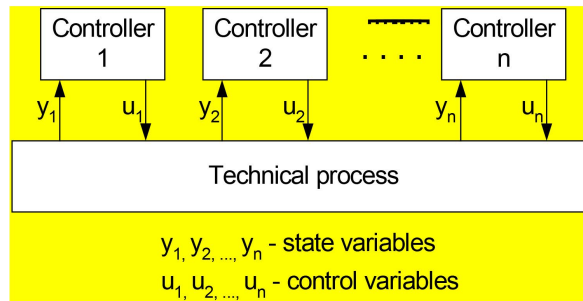 Controller 1
Controller 2
. . . .
Controller n
y1 u1 y2 u2 yn un
Technical process
y1, y2, ..., yn - state variables
u1, u2, ..., un - control variables